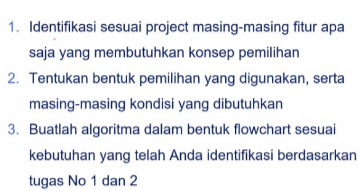 1. Identifikasi sesuai project masing-masing fitur apa
saja yang membutuhkan konsep pemilihan
2. Tentukan bentuk pemilihan yang digunakan, serta
masing-masing kondisi yang dibutuhkan
3. Buatlah algoritma dalam bentuk flowchart sesuai
kebutuhan yang telah Anda identifikasi berdasarkan
tugas No 1 dan 2